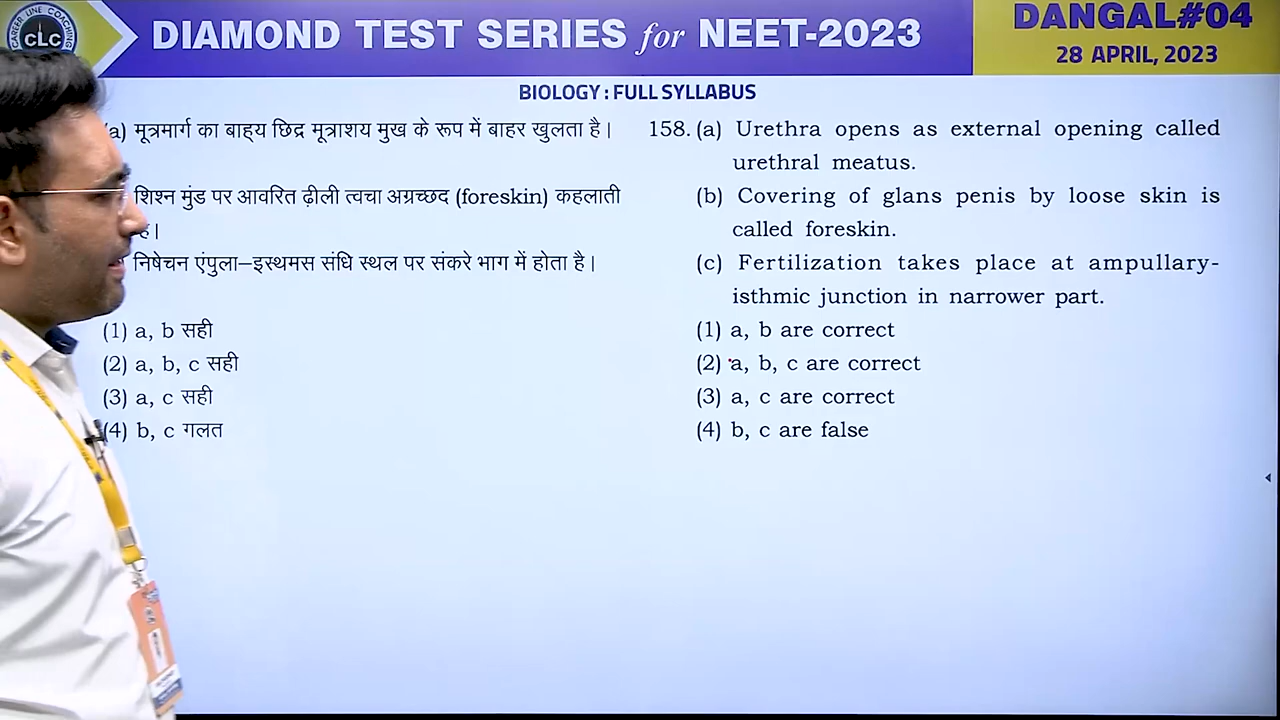 CAREER LINE COACHING
CLC
DIAMOND TEST SERIES for NEET-2023
DANGAL#04
28 APRIL, 2023
BIOLOGY : FULL SYLLABUS
a) मूत्रमार्ग का बाह्य छिद्र मूत्राशय मुख के रूप में बाहर खुलता है।
शिश्न मुंड पर आवरित ढ़ीली त्वचा अग्रच्छद (foreskin) कहलाती
है।
निषेचन एंपुला–इस्थमस संधि स्थल पर संकरे भाग में होता है।
(1) a, b सही
(2) a, b, c सही
(3) a, c सही
(4) b, c गलत
158. (a) Urethra opens as external opening called
urethral meatus.
(b) Covering of glans penis by loose skin is
called foreskin.
(c) Fertilization takes place at ampullary-
isthmic junction in narrower part.
(1) a, b are correct
(2) a, b, c are correct
(3) a, c are correct
(4) b, c are false